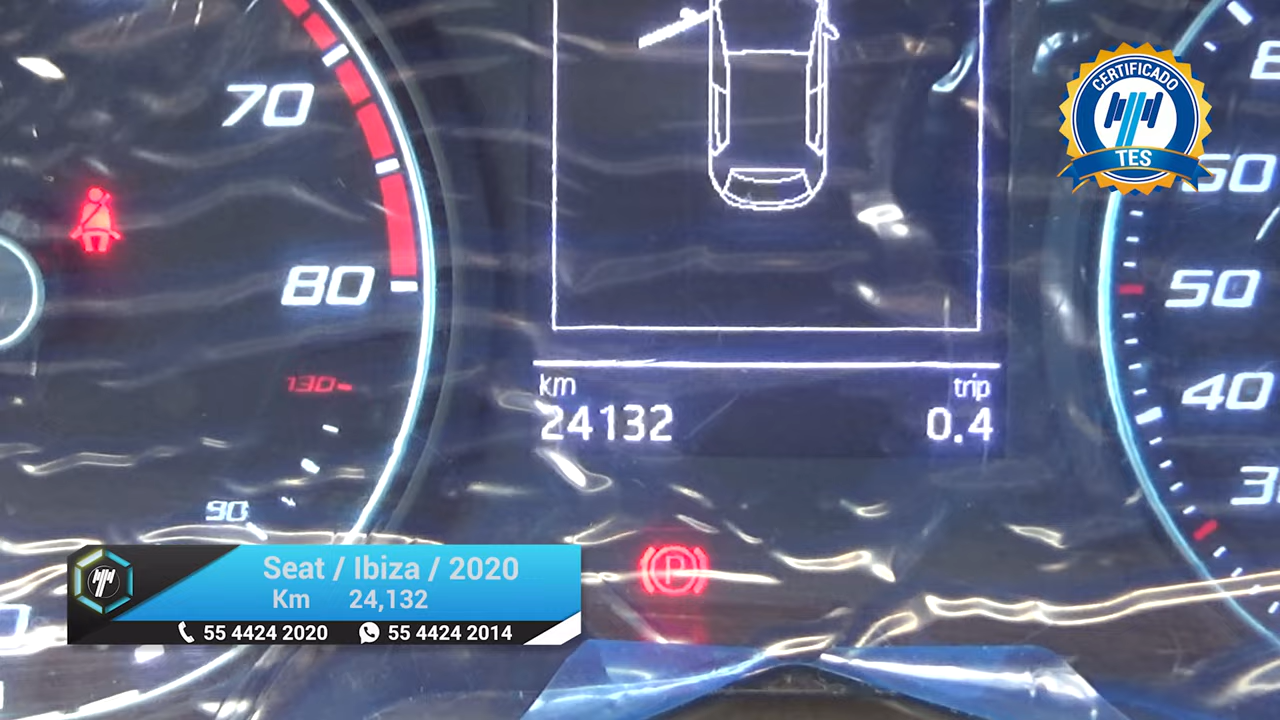 70
80
130
90
km
24132
trip
0.4
CERTIFICADO
TES
60
50
40
Seat / Ibiza / 2020
Km 24,132
55 4424 2020 55 4424 2014
P